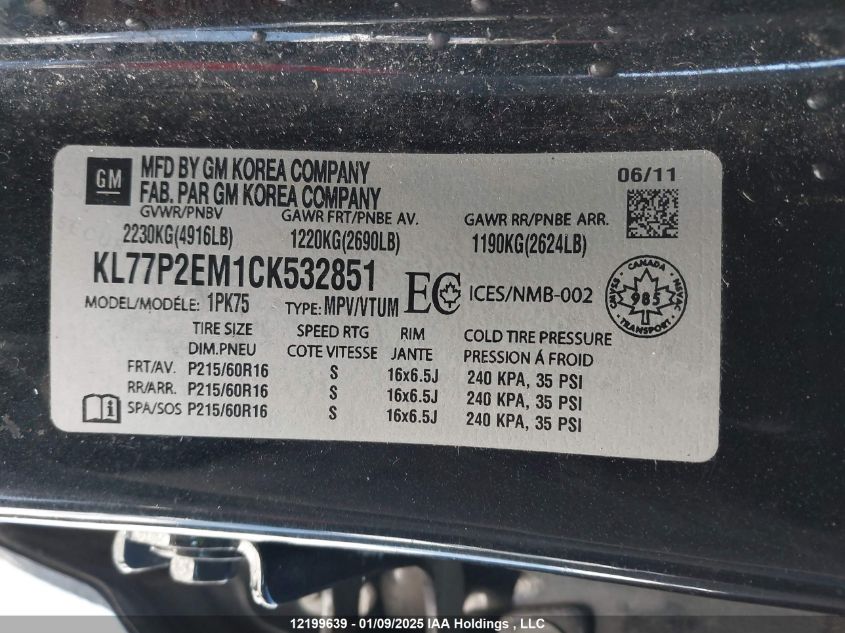 GM
MFD BY GM KOREA COMPANY
FAB. PAR GM KOREA COMPANY
06/11
GVWR/PNBV GAWR FRT/PNBE AV. GAWR RR/PNBE ARR.
2230KG(4916LB) 1220KG(2690LB) 1190KG(2624LB)
KL77P2EM1CK532851
EC ICES/NMB-002
CANADA
985
TRANSPORT
MODEL/MODÉLE: 1PK75 TYPE: MPV/VTUM
TIRE SIZE SPEED RTG RIM COLD TIRE PRESSURE
DIM.PNEU COTE VITESSE JANTE PRESSION Á FROID
FRT/AV. P215/60R16 S 16x6.5J 240 KPA, 35 PSI
RR/ARR. P215/60R16 S 16x6.5J 240 KPA, 35 PSI
SPA/SOS P215/60R16 S 16x6.5J 240 KPA, 35 PSI
12199639 - 01/09/2025 IAA Holdings, LLC